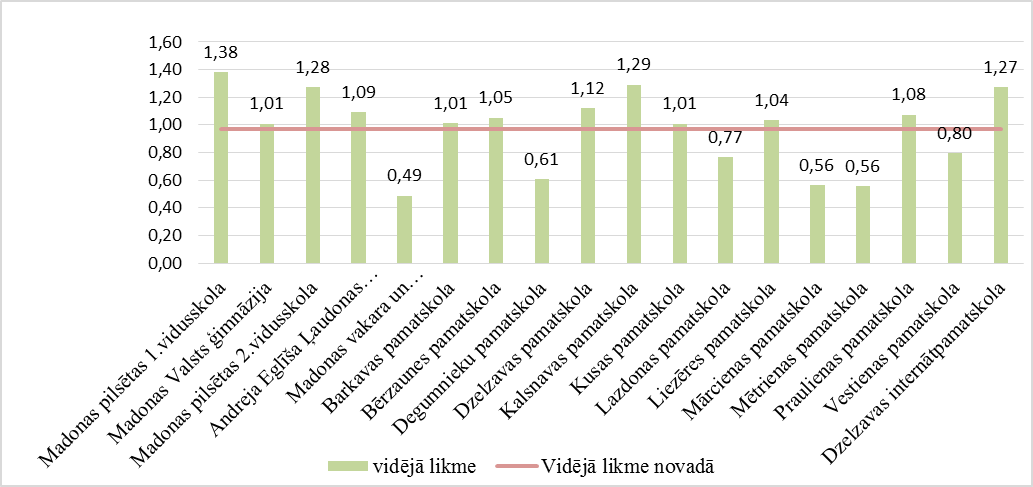 1,60
1,40
1,20
1,00
0,80
0,60
0,40
0,20
0,00
1,38
1,01
1,28
1,09
0,49
1,01
1,05
0,61
1,12
1,29
1,01
0,77
1,04
0,56
0,56
1,08
0,80
1,27
Madonas pilsētas 1.vidusskola
Madonas Valsts ģimnāzija
Madonas pilsētas 2.vidusskola
Andreja Eglīša Ļaudonas…
Madonas vakara un…
Barkavas pamatskola
Bērzaunes pamatskola
Degumnieku pamatskola
Dzelzavas pamatskola
Kalsnavas pamatskola
Kusas pamatskola
Lazdonas pamatskola
Liezēres pamatskola
Mārcienas pamatskola
Mētrienas pamatskola
Praulienas pamatskola
Vestienas pamatskola
Dzelzavas internātpamatskola
vidējā likme
Vidējā likme novadā